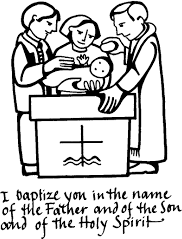 I baptize you in the name
of the Father and of the Son
and of the Holy Spirit